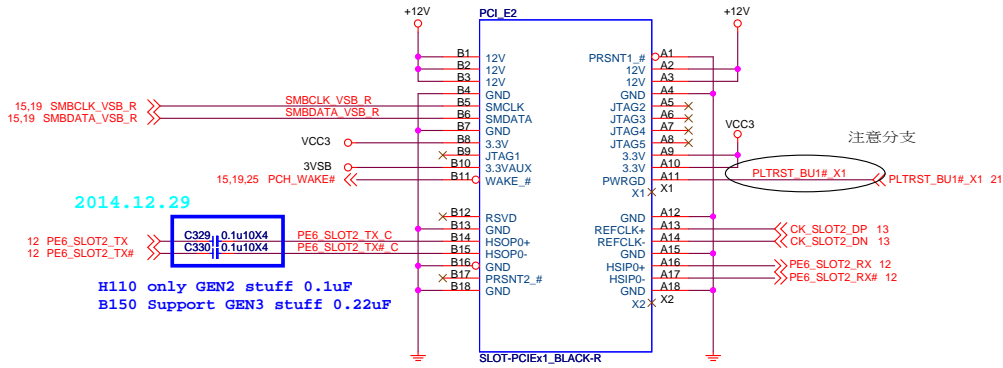 +12V
PCI_E2
+12V
B1 12V PRSNT1_# A1
B2 12V 12V A2
B3 12V 12V A3
B4 GND GND A4
15,19 SMBCLK_VSB_R SMBCLK_VSB_R B5 SMCLK JTAG2 A5
15,19 SMBDATA_VSB_R SMBDATA_VSB_R B6 SMDATA JTAG3 A6
B7 GND JTAG4 A7
VCC3 B8 3.3V JTAG5 A8 VCC3
B9 JTAG1 3.3V A9
3VSB B10 3.3VAUX 3.3V A10
15,19,25 PCH_WAKE# B11 WAKE_# PWRGD A11 PLTRST_BU1#_X1 PLTRST_BU1#_X1 21
注意分支
X1 X1
2014.12.29
B12 RSVD GND A12
B13 GND REFCLK+ A13 CK_SLOT2_DP 13
12 PE6_SLOT2_TX C329 0.1u10X4 PE6_SLOT2_TX_C B14 HSOP0+ REFCLK- A14 CK_SLOT2_DN 13
12 PE6_SLOT2_TX# C330 0.1u10X4 PE6_SLOT2_TX#_C B15 HSOP0- GND A15
B16 GND HSIP0+ A16 PE6_SLOT2_RX 12
B17 PRSNT2_# HSIP0- A17 PE6_SLOT2_RX# 12
B18 GND GND A18
X2 X2
H110 only GEN2 stuff 0.1uF
B150 Support GEN3 stuff 0.22uF
SLOT-PCIEx1_BLACK-R